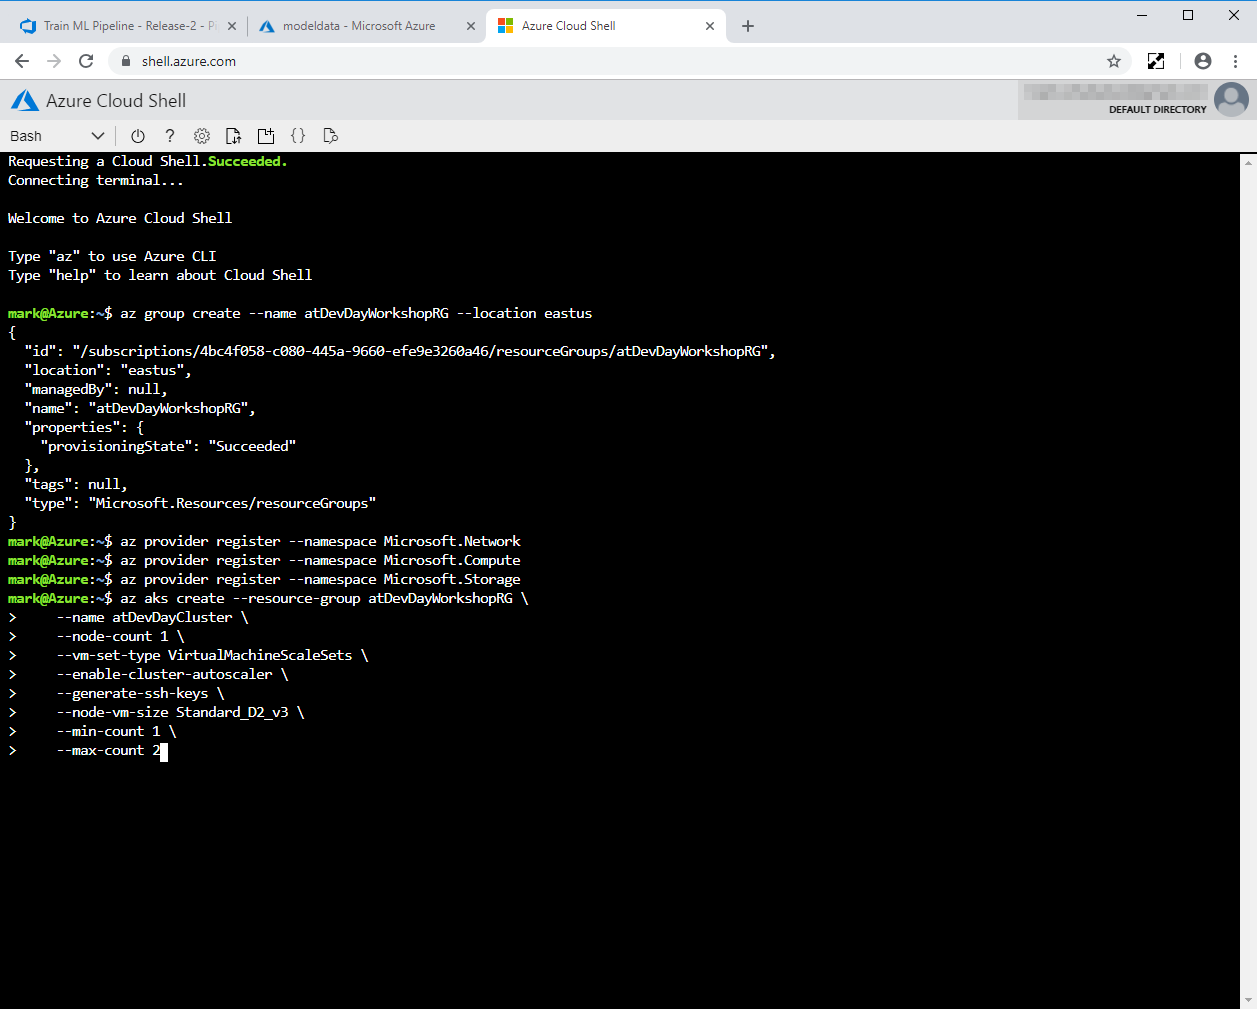 Train ML Pipeline - Release-2 - Pi
modeldata - Microsoft Azure
Azure Cloud Shell
shell.azure.com
Azure Cloud Shell
DEFAULT DIRECTORY
Bash
Requesting a Cloud Shell.Succeeded.
Connecting terminal...
Welcome to Azure Cloud Shell
Type "az" to use Azure CLI
Type "help" to learn about Cloud Shell
mark@Azure:~$ az group create --name atDevDayWorkshopRG --location eastus
{
  "id": "/subscriptions/4bc4f058-c080-445a-9660-efe9e3260a46/resourceGroups/atDevDayWorkshopRG",
  "location": "eastus",
  "managedBy": null,
  "name": "atDevDayWorkshopRG",
  "properties": {
    "provisioningState": "Succeeded"
  },
  "tags": null,
  "type": "Microsoft.Resources/resourceGroups"
}
mark@Azure:~$ az provider register --namespace Microsoft.Network
mark@Azure:~$ az provider register --namespace Microsoft.Compute
mark@Azure:~$ az provider register --namespace Microsoft.Storage
mark@Azure:~$ az aks create --resource-group atDevDayWorkshopRG \
>     --name atDevDayCluster \
>     --node-count 1 \
>     --vm-set-type VirtualMachineScaleSets \
>     --enable-cluster-autoscaler \
>     --generate-ssh-keys \
>     --node-vm-size Standard_D2_v3 \
>     --min-count 1 \
>     --max-count 2